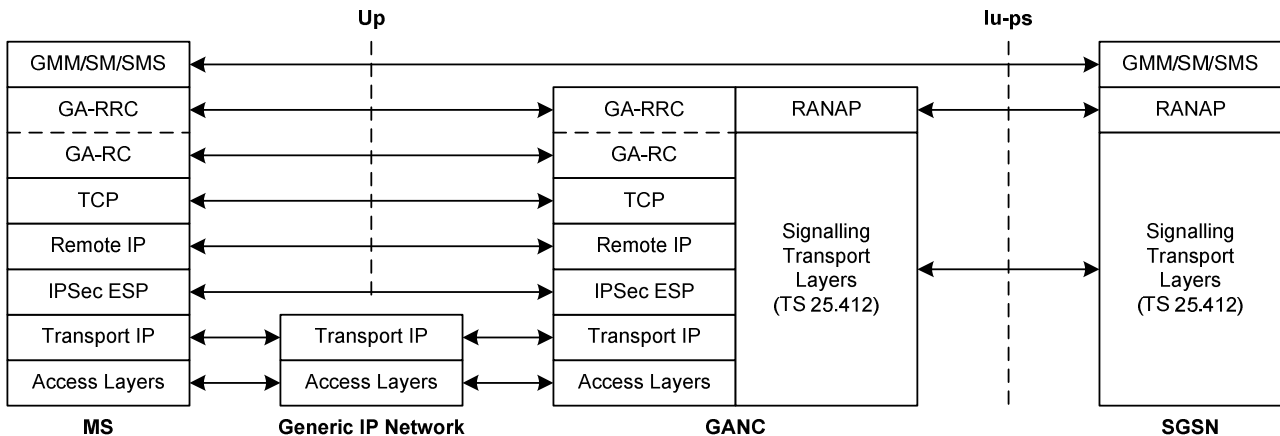 Up
Iu-ps
GMM/SM/SMS
GMM/SM/SMS
GA-RRC
GA-RRC
RANAP
RANAP
GA-RC
GA-RC
TCP
TCP
Remote IP
Remote IP
Signalling
Transport
Layers
(TS 25.412)
Signalling
Transport
Layers
(TS 25.412)
IPSec ESP
IPSec ESP
Transport IP
Transport IP
Transport IP
Access Layers
Access Layers
Access Layers
MS
Generic IP Network
GANC
SGSN